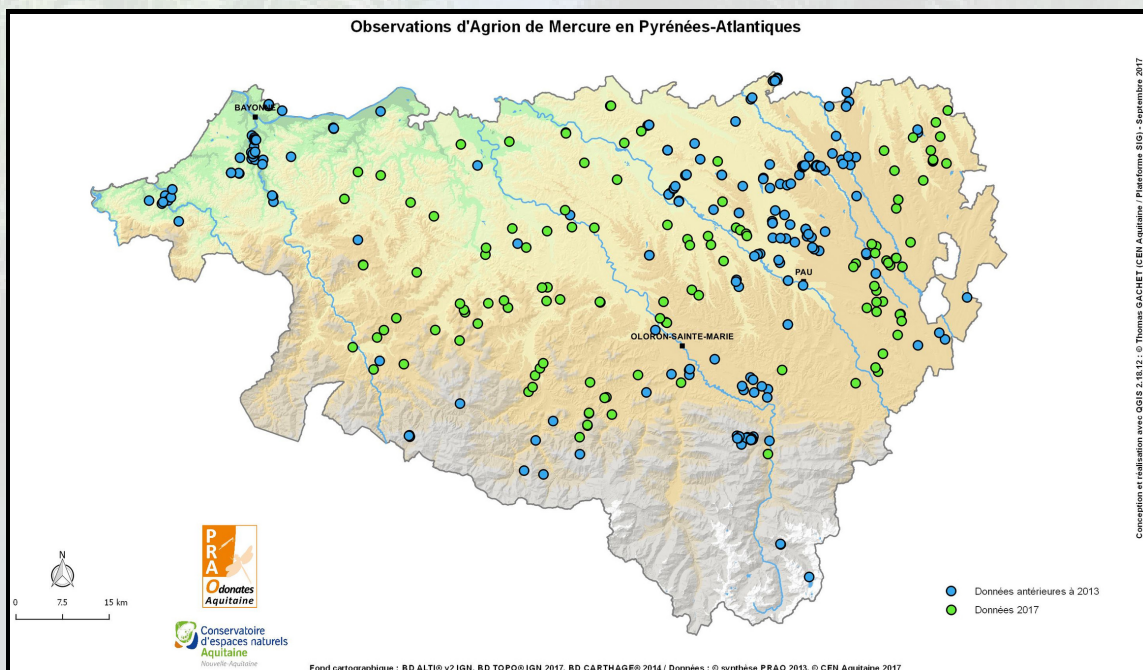 Observations d'Agrion de Mercure en Pyrénées-Atlantiques
BAYONNE
PAU
OLORON-SAINTE-MARIE
Conception et réalisation avec QGIS 2.18.12 ; © Thomas GACHET (CEN Aquitaine / Plateforme SIG) - Septembre 2017
PRA
Odonates
Aquitaine
N
0 7.5 15 km
Conservatoire
d'espaces naturels
Aquitaine
Nouvelle-Aquitaine
Données antérieures à 2013
Données 2017
Fond cartographique : BD ALTI® v2 IGN, BD TOPO® IGN 2017, BD CARTHAGE® 2014 / Données : © synthèse PRAO 2013, © CEN Aquitaine 2017